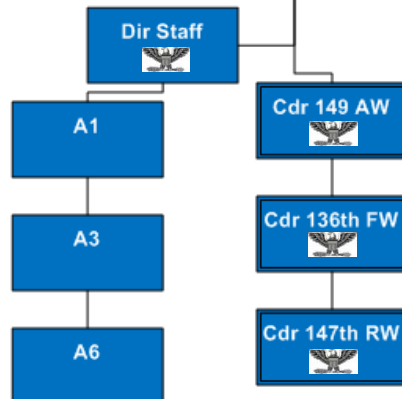 Dir Staff
A1
A3
A6
Cdr 149 AW
Cdr 136th FW
Cdr 147th RW